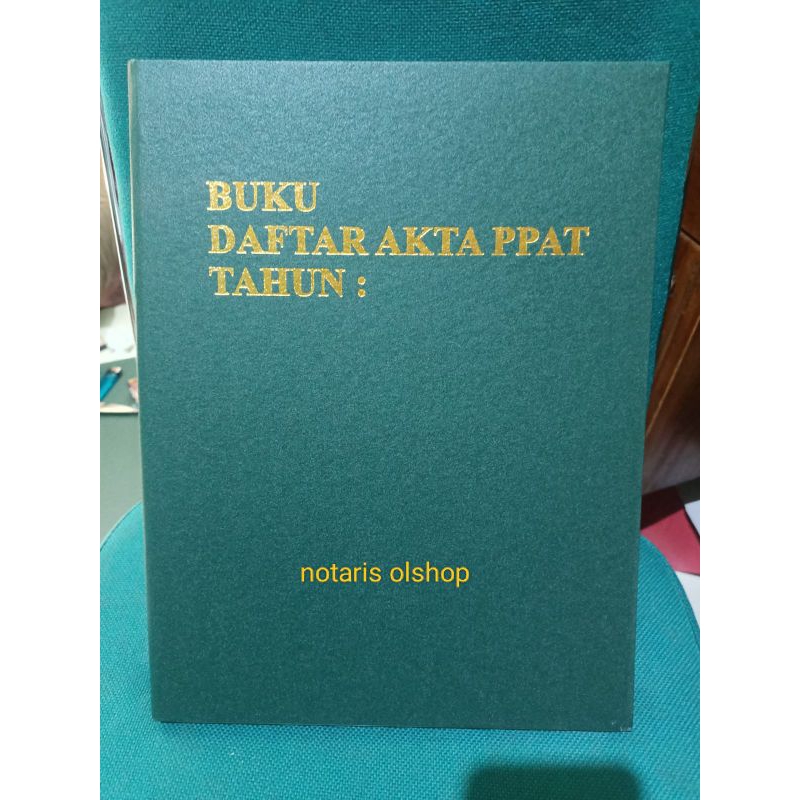 BUKU
DAFTAR AKTA PPAT
TAHUN :
notaris olshop